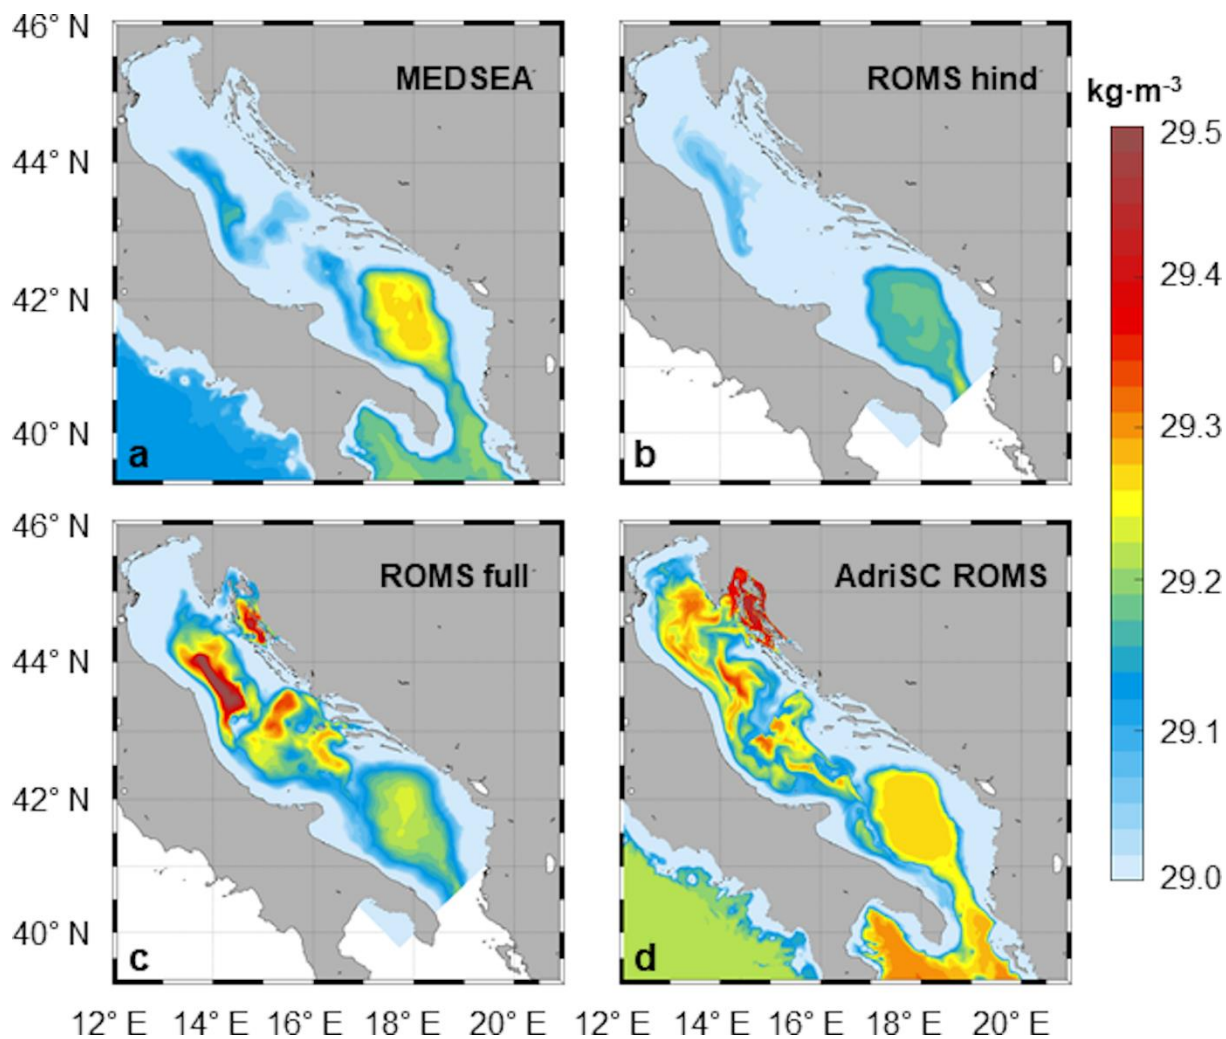 46° N
MEDSEA
ROMS hind
kg·m-3
29.5
44° N
29.4
42° N
29.3
40° N
a
b
46° N
ROMS full
AdriSC ROMS
29.2
44° N
29.1
42° N
29.0
40° N
c
d
12° E 14° E 16° E 18° E 20° E 12° E 14° E 16° E 18° E 20° E